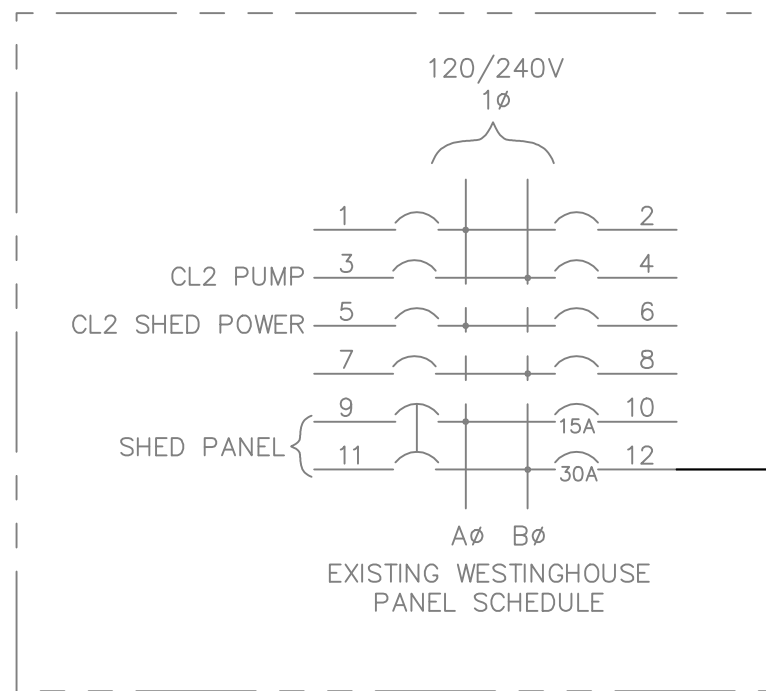 120/240V
1ø
1 2
CL2 PUMP 3 4
CL2 SHED POWER 5 6
7 8
9 10
15A
SHED PANEL
11 12
30A
Aø Bø
EXISTING WESTINGHOUSE
PANEL SCHEDULE